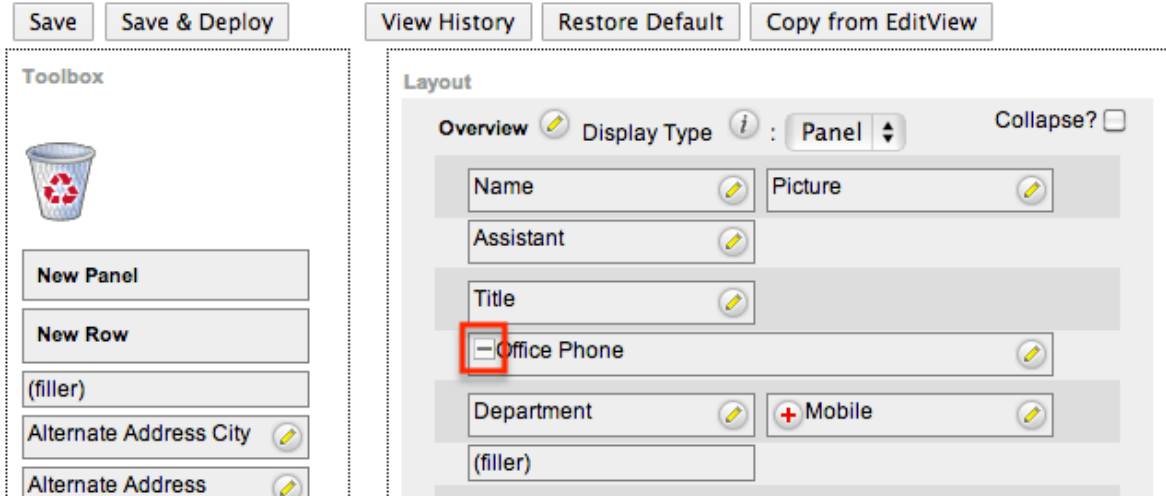 Save
Save & Deploy
View History
Restore Default
Copy from EditView
Toolbox
New Panel
New Row
(filler)
Alternate Address City
Alternate Address
Layout
Overview Display Type i : Panel
Collapse?
Name
Picture
Assistant
Title
Office Phone
Department
Mobile
(filler)